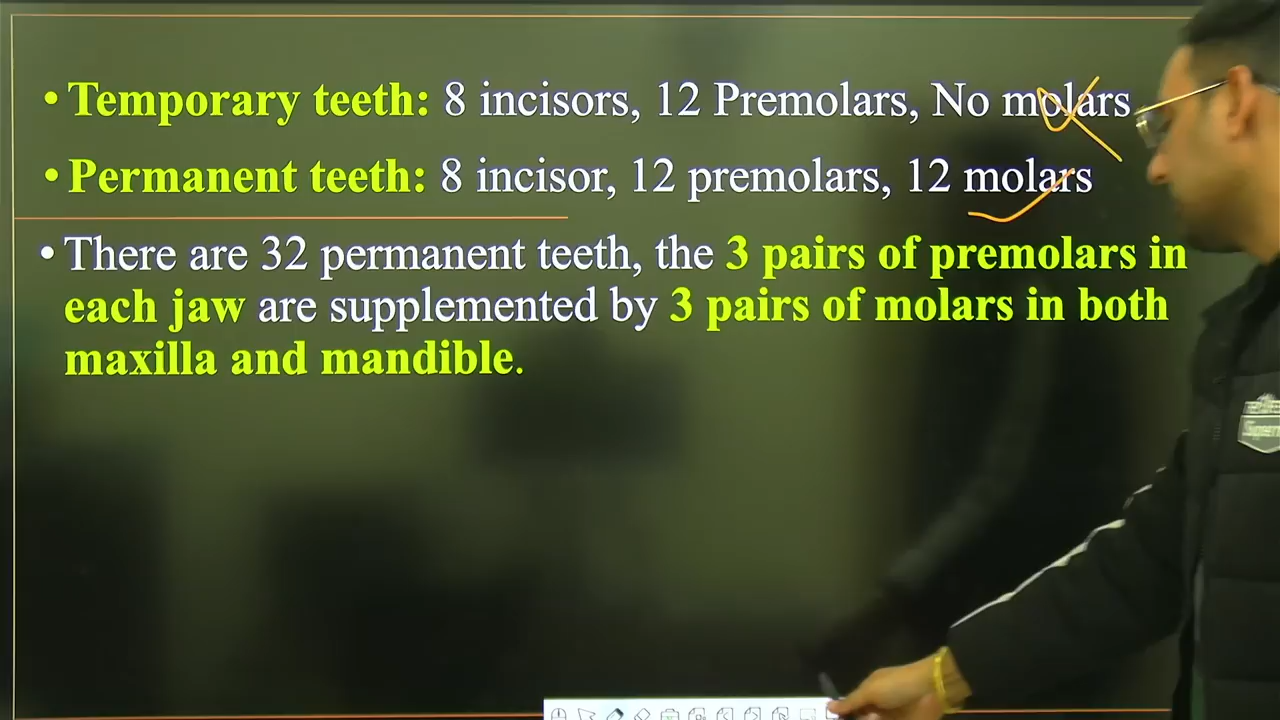 • Temporary teeth: 8 incisors, 12 Premolars, No molars
• Permanent teeth: 8 incisor, 12 premolars, 12 molars
• There are 32 permanent teeth, the 3 pairs of premolars in
each jaw are supplemented by 3 pairs of molars in both
maxilla and mandible.